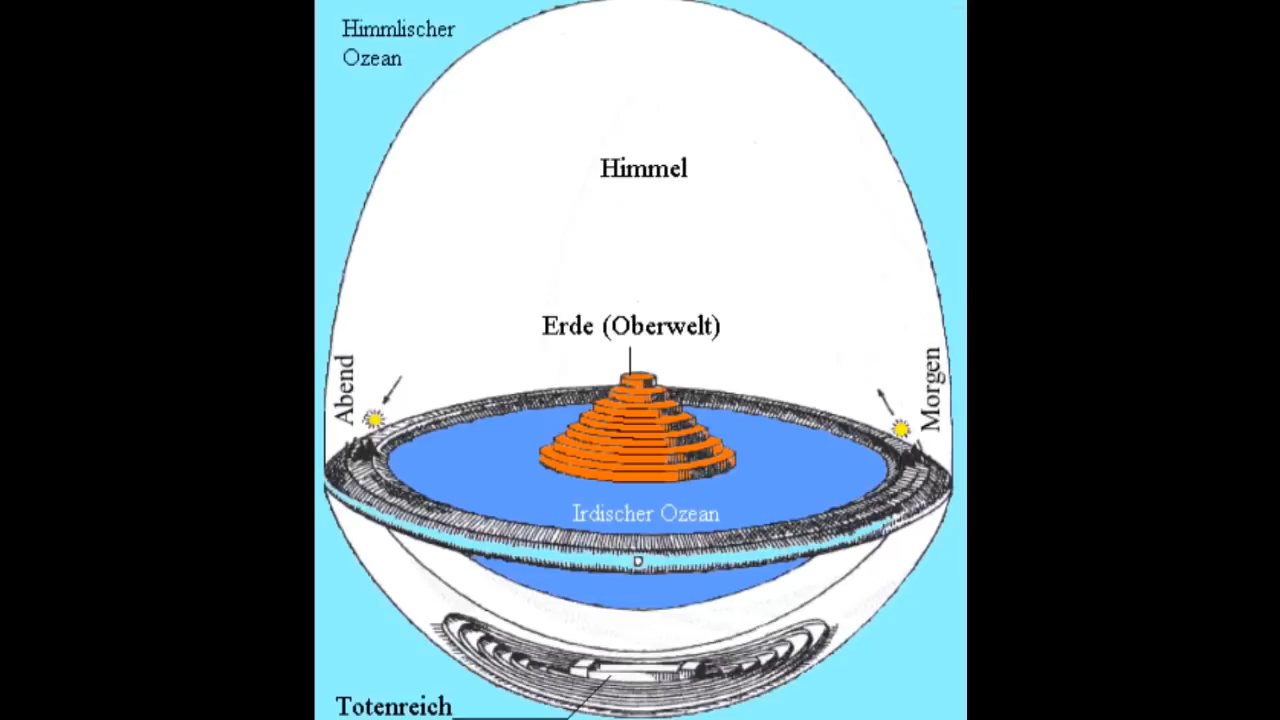 Himmlischer
Ozean
Himmel
Erde (Oberwelt)
Abend
Morgen
Irdischer Ozean
D
Totenreich